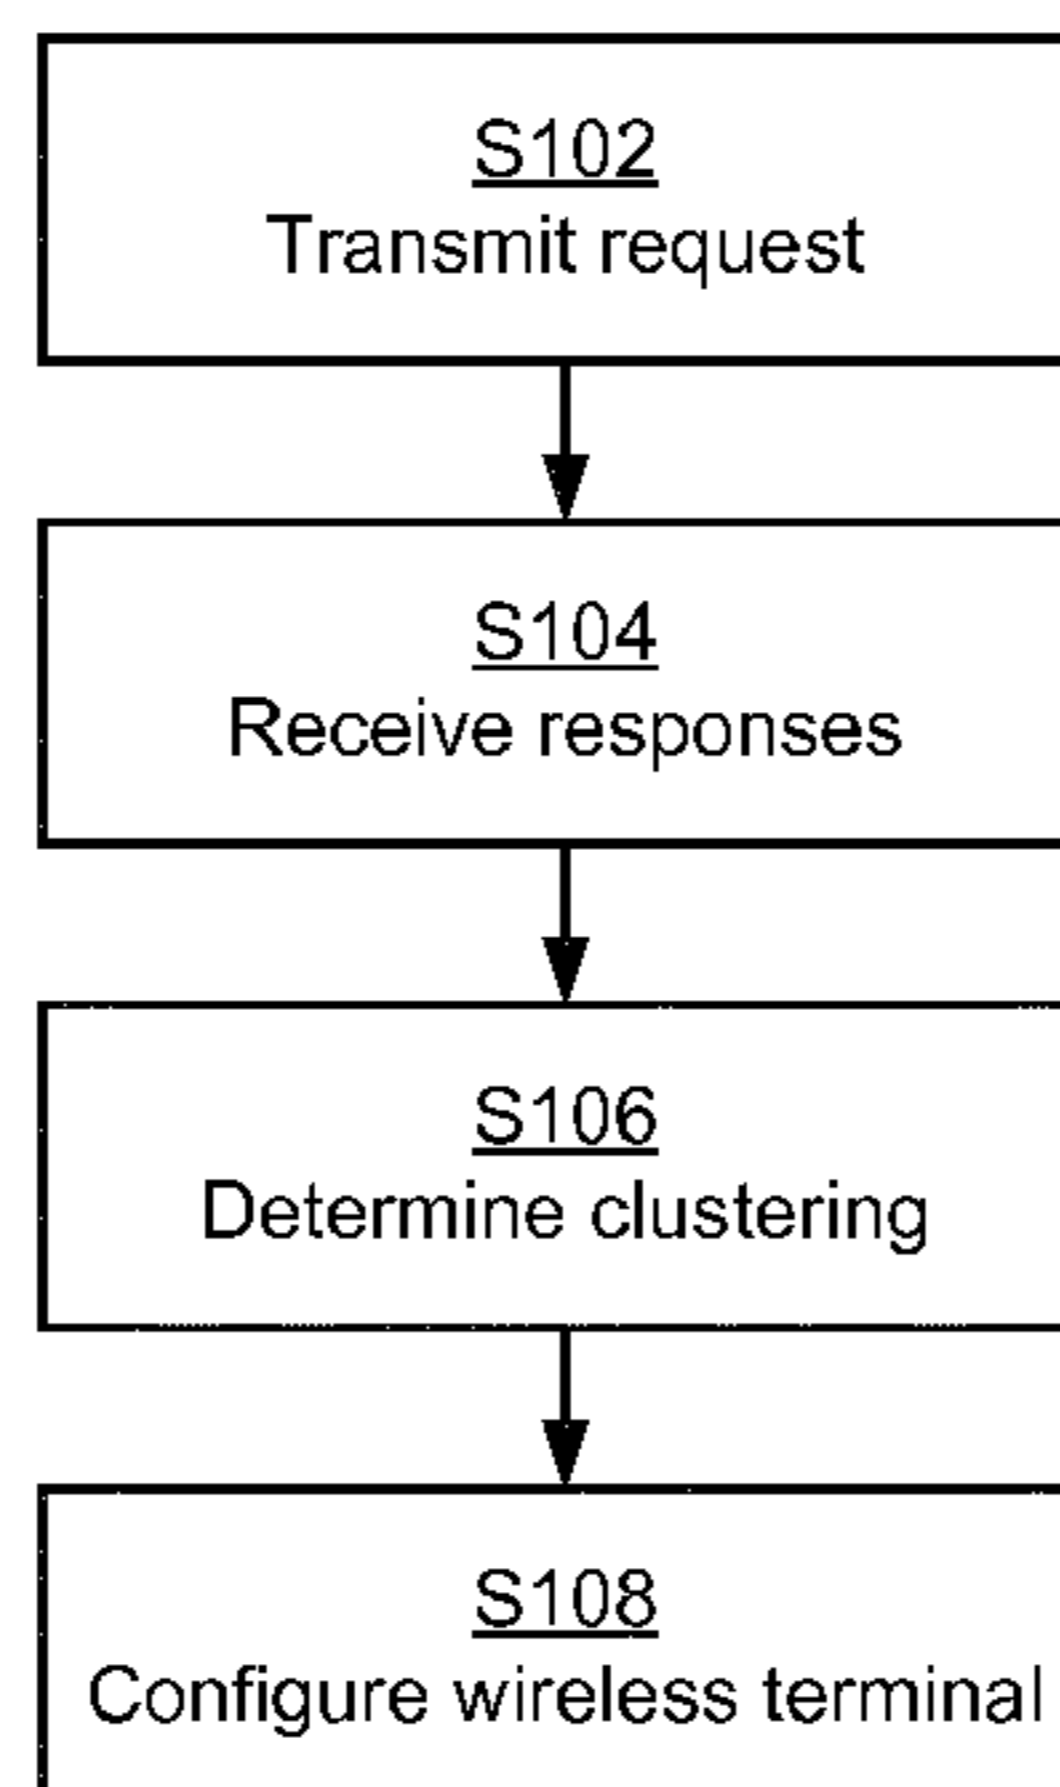 S102
Transmit request
S104
Receive responses
S106
Determine clustering
S108
Configure wireless terminal